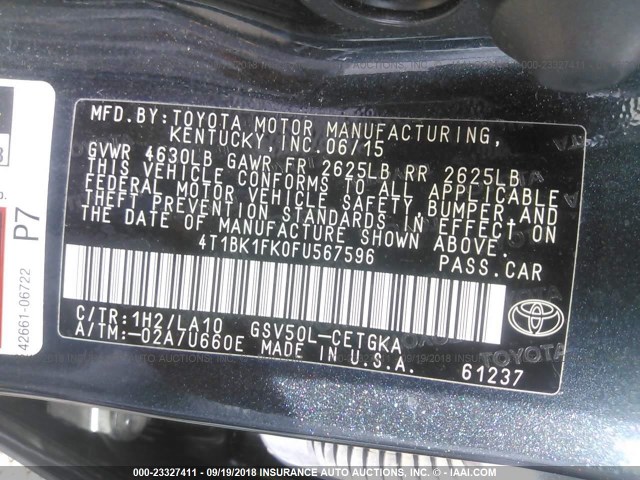 MFD.BY:TOYOTA MOTOR MANUFACTURING,
KENTUCKY,INC.06/15
GVWR 4630LB GAWR FR 2625LB RR 2625LB
THIS VEHICLE CONFORMS TO ALL APPLICABLE
FEDERAL MOTOR VEHICLE SAFETY, BUMPER,AND
THEFT PREVENTION STANDARDS IN EFFECT ON
THE DATE OF MANUFACTURE SHOWN ABOVE.
4T1BK1FK0FU567596 PASS.CAR
C/TR:1H2/LA10 GSV50L-CETGKA
A/TM:-02A/U660E MADE IN U.S.A. 61237
TOYOTA
P7
42661-06722
000-23327411 - 09/19/2018 INSURANCE AUTO AUCTIONS, INC. - IAAI.COM